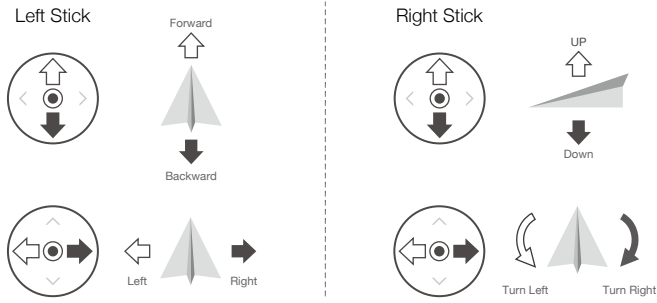 Left Stick
Forward
Backward
Left
Right
Right Stick
UP
Down
Turn Left
Turn Right